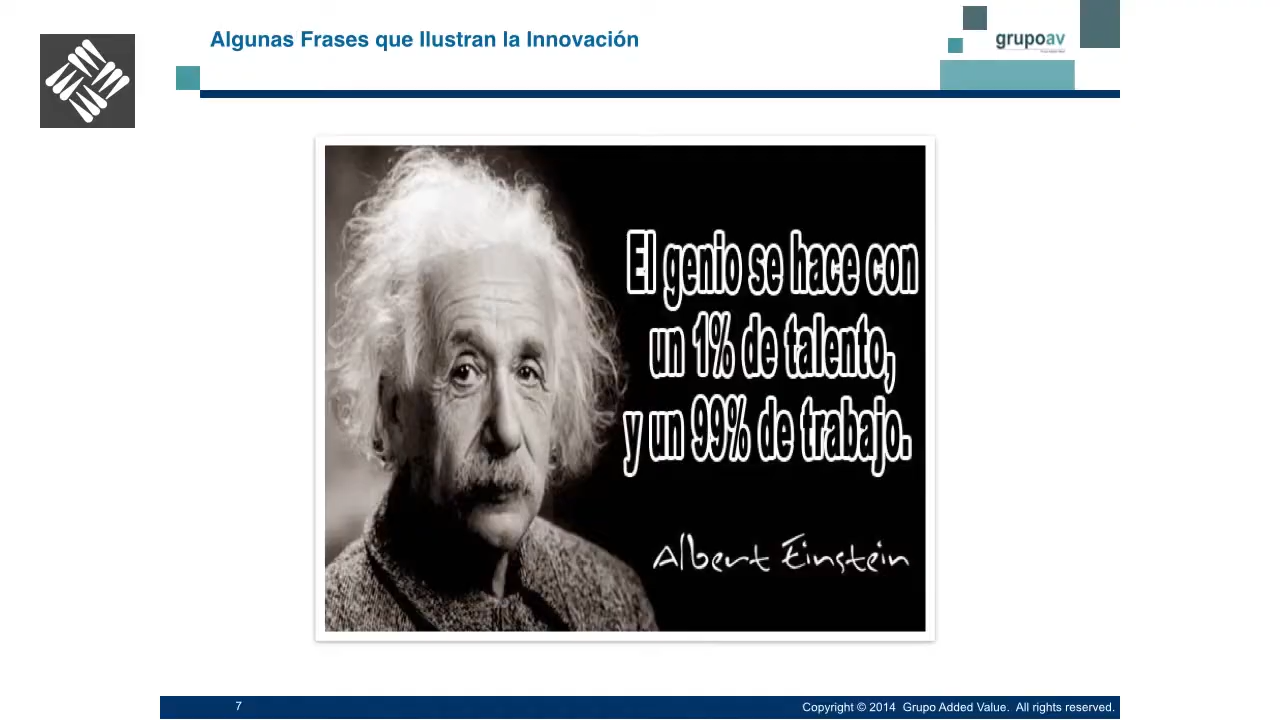 Algunas Frases que Ilustran la Innovación
grupoav
El genio se hace con
un 1% de talento,
y un 99% de trabajo.
Albert Einstein
7
Copyright © 2014 Grupo Added Value. All rights reserved.